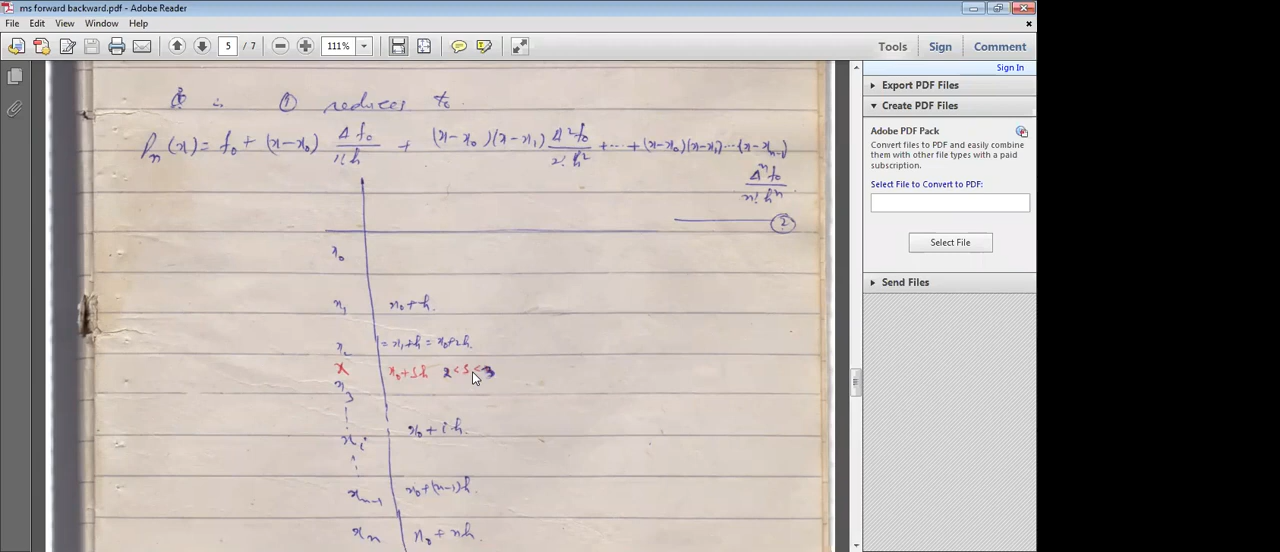 ms forward backward.pdf - Adobe Reader
File Edit View Window Help
5 / 7 111% Tools Sign Comment
Sign In
Export PDF Files
Create PDF Files
Adobe PDF Pack
Convert files to PDF and easily combine
them with other file types with a paid
subscription.
Select File to Convert to PDF:
Select File
Send Files
∴ ① reduces to
Pₙ(x) = f₀ + (x-x₀) Δf₀/1!h + (x-x₀)(x-x₁) Δ²f₀/2!h² + ... + (x-x₀)(x-x₁)...(x-xₙ₋₁)
Δⁿf₀/n!hⁿ
②
x₀
x₁ x₀+h.
x₂ = x₁+h = x₀+2h.
x x₀+sh 2<s<3
x₃
xᵢ x₀+ih.
xₙ₋₁ x₀+(n-1)h.
xₙ x₀+nh.